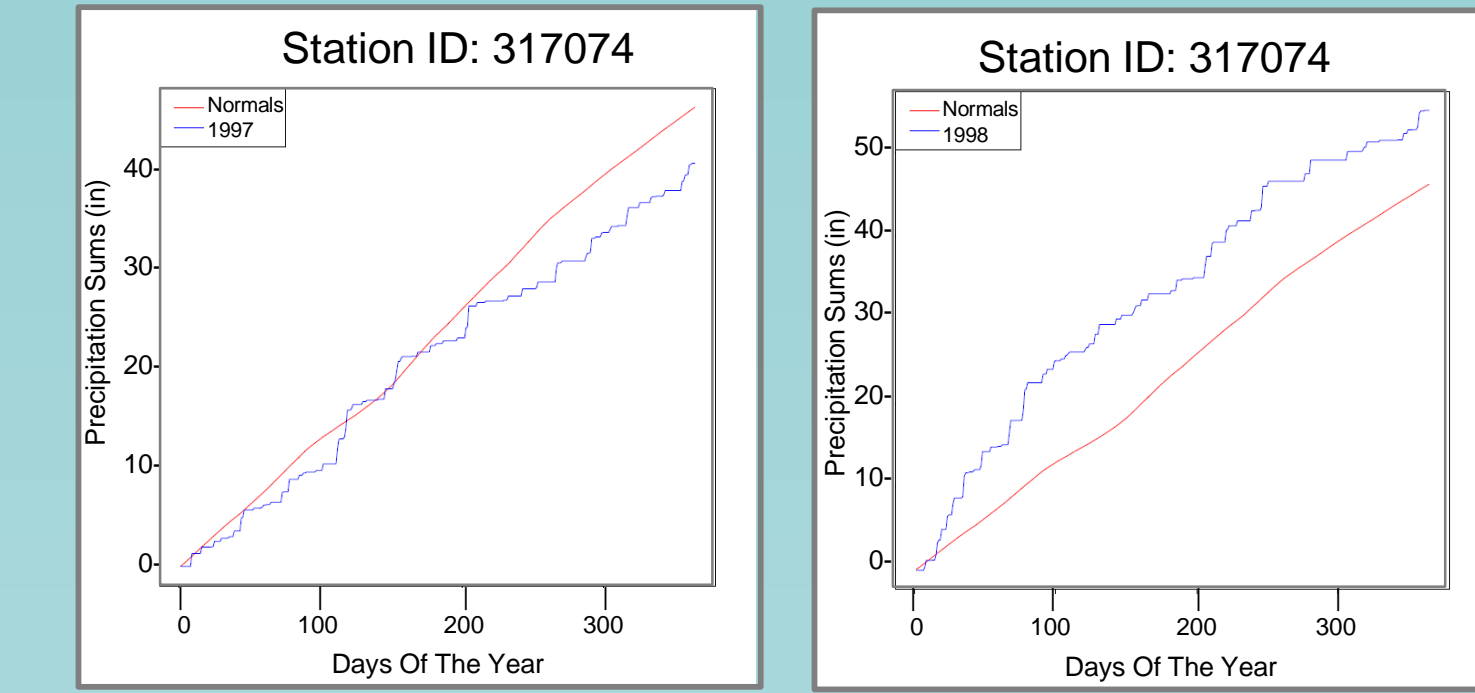 Station ID: 317074
Normals
1997
Precipitation Sums (in)
40
30
20
10
0
0 100 200 300
Days Of The Year
Station ID: 317074
Normals
1998
Precipitation Sums (in)
50
40
30
20
10
0
0 100 200 300
Days Of The Year